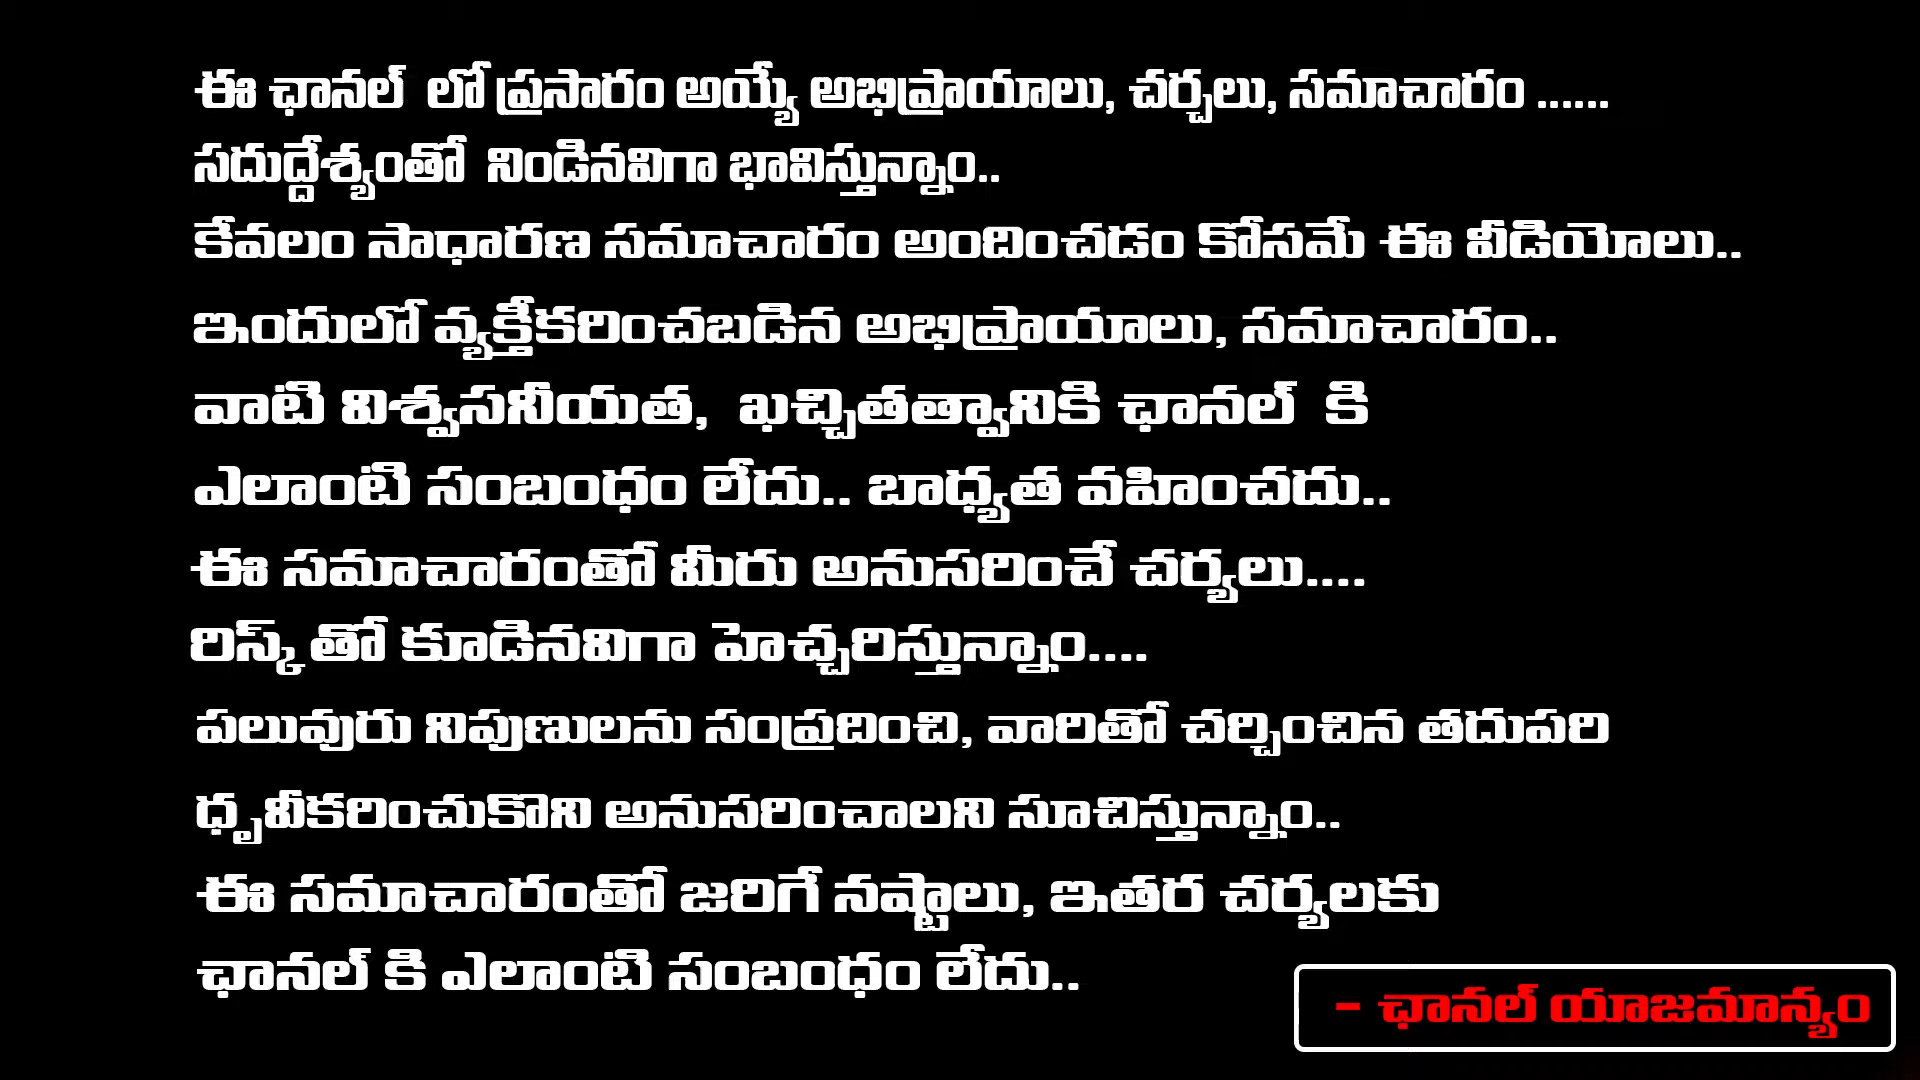 ఈ ఛానల్ లో ప్రసారం అయ్యే అభిప్రాయాలు, చర్చలు, సమాచారం ......
సదుద్దేశ్యంతో నిండినవిగా భావిస్తున్నాం..
కేవలం సాధారణ సమాచారం అందించడం కోసమే ఈ వీడియోలు..
ఇందులో వ్యక్తీకరించబడిన అభిప్రాయాలు, సమాచారం..
వాటి విశ్వసనీయత, ఖచ్చితత్వానికి ఛానల్ కి
ఎలాంటి సంబంధం లేదు.. బాధ్యత వహించదు..
ఈ సమాచారంతో మీరు అనుసరించే చర్యలు....
రిస్క్ తో కూడినవిగా హెచ్చరిస్తున్నాం....
పలువురు నిపుణులను సంప్రదించి, వారితో చర్చించిన తదుపరి
ధృవీకరించుకొని అనుసరించాలని సూచిస్తున్నాం..
ఈ సమాచారంతో జరిగే నష్టాలు, ఇతర చర్యలకు
ఛానల్ కి ఎలాంటి సంబంధం లేదు..
- ఛానల్ యాజమాన్యం